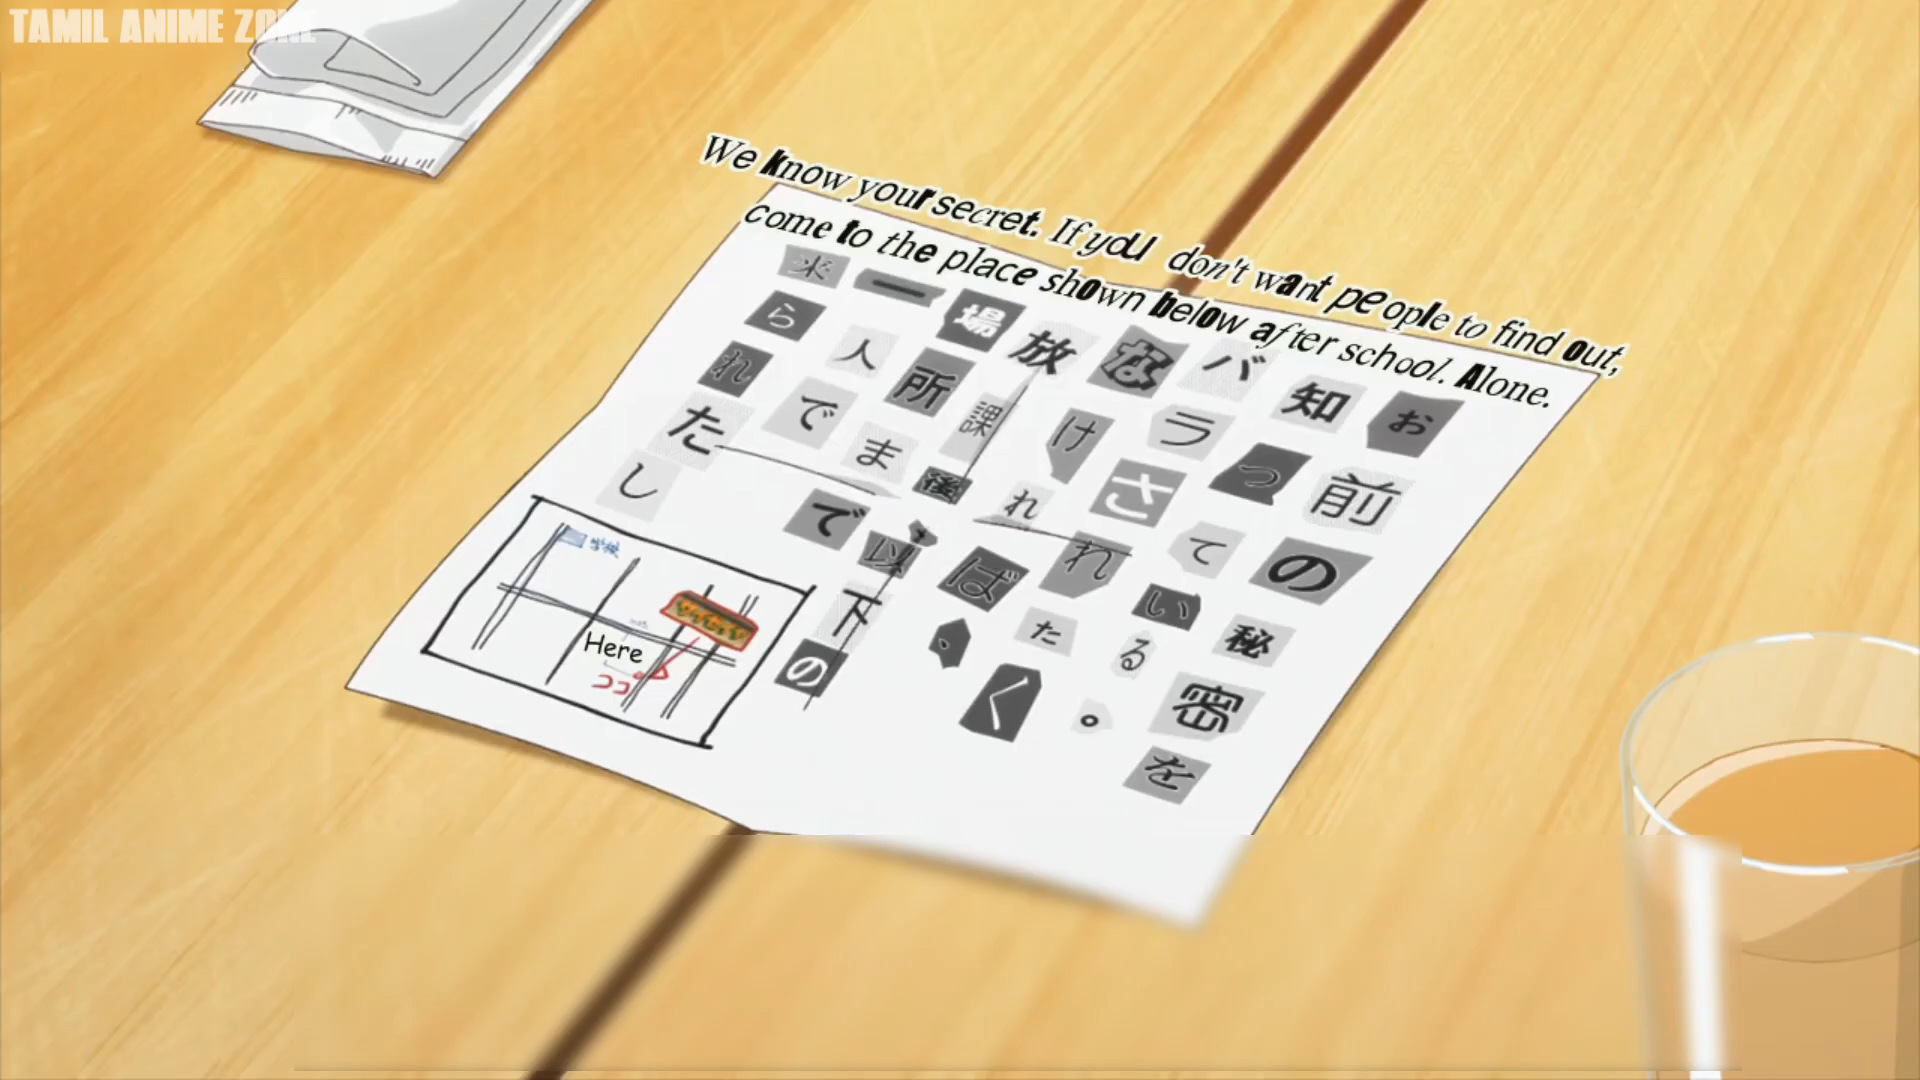 TAMIL ANIME ZONE
We know your secret. If you don't want people to find out,
come to the place shown below after school. Alone.
お前の秘密を
知っている。
バラされたく
なければ、
放課後、以下の
場所まで
一人で
来られたし
学校
Here
ココ